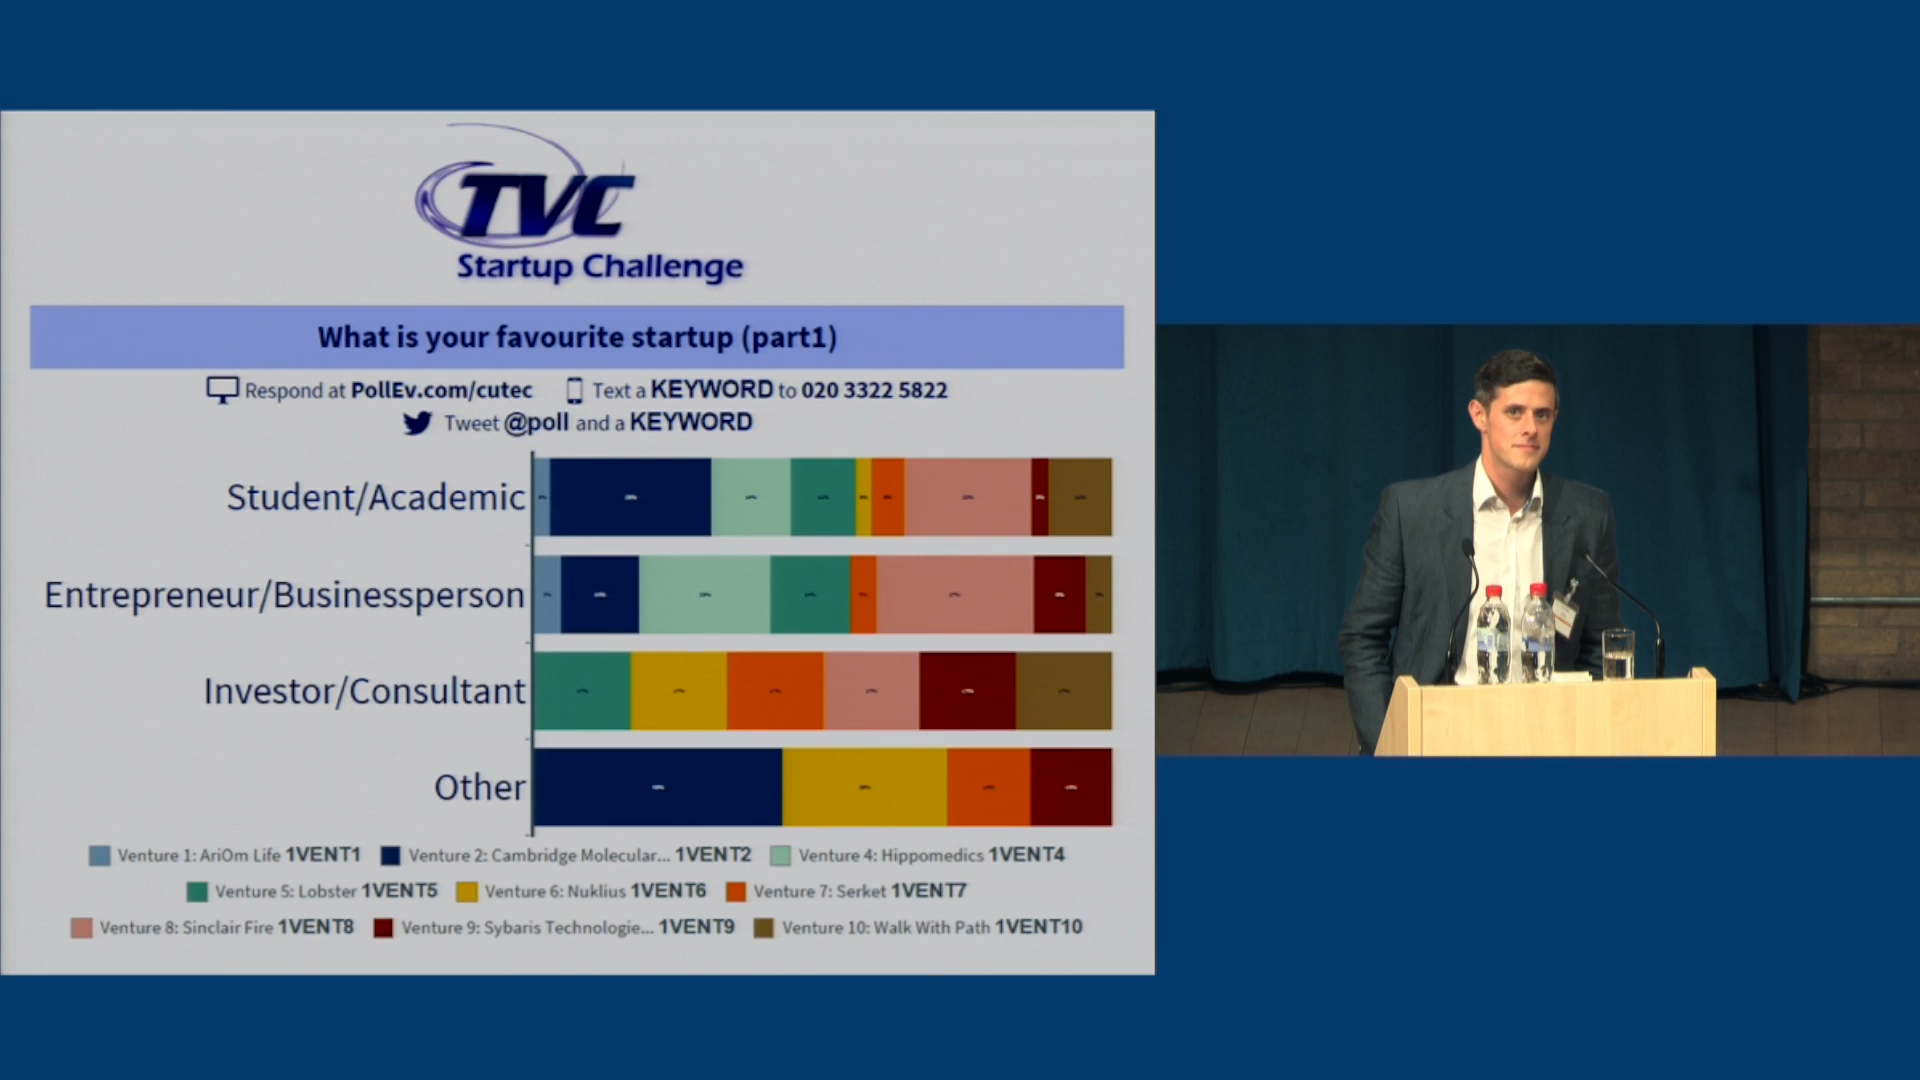 TVC
Startup Challenge
What is your favourite startup (part1)
Respond at PollEv.com/cutec Text a KEYWORD to 020 3322 5822
Tweet @poll and a KEYWORD
Student/Academic
Entrepreneur/Businessperson
Investor/Consultant
Other
Venture 1: AriOm Life 1VENT1 Venture 2: Cambridge Molecular... 1VENT2 Venture 4: Hippomedics 1VENT4
Venture 5: Lobster 1VENT5 Venture 6: Nuklius 1VENT6 Venture 7: Serket 1VENT7
Venture 8: Sinclair Fire 1VENT8 Venture 9: Sybaris Technologie... 1VENT9 Venture 10: Walk With Path 1VENT10